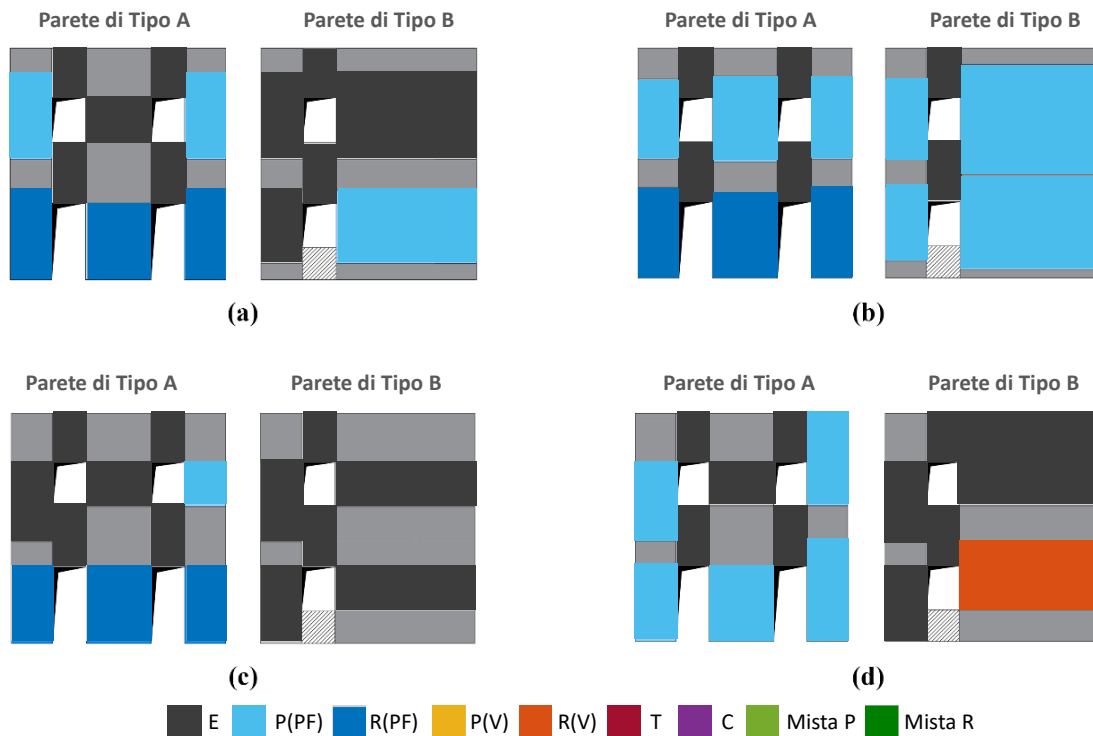 Parete di Tipo A
Parete di Tipo B
Parete di Tipo A
Parete di Tipo B
(a)
(b)
Parete di Tipo A
Parete di Tipo B
Parete di Tipo A
Parete di Tipo B
(c)
(d)
E
P(PF)
R(PF)
P(V)
R(V)
T
C
Mista P
Mista R